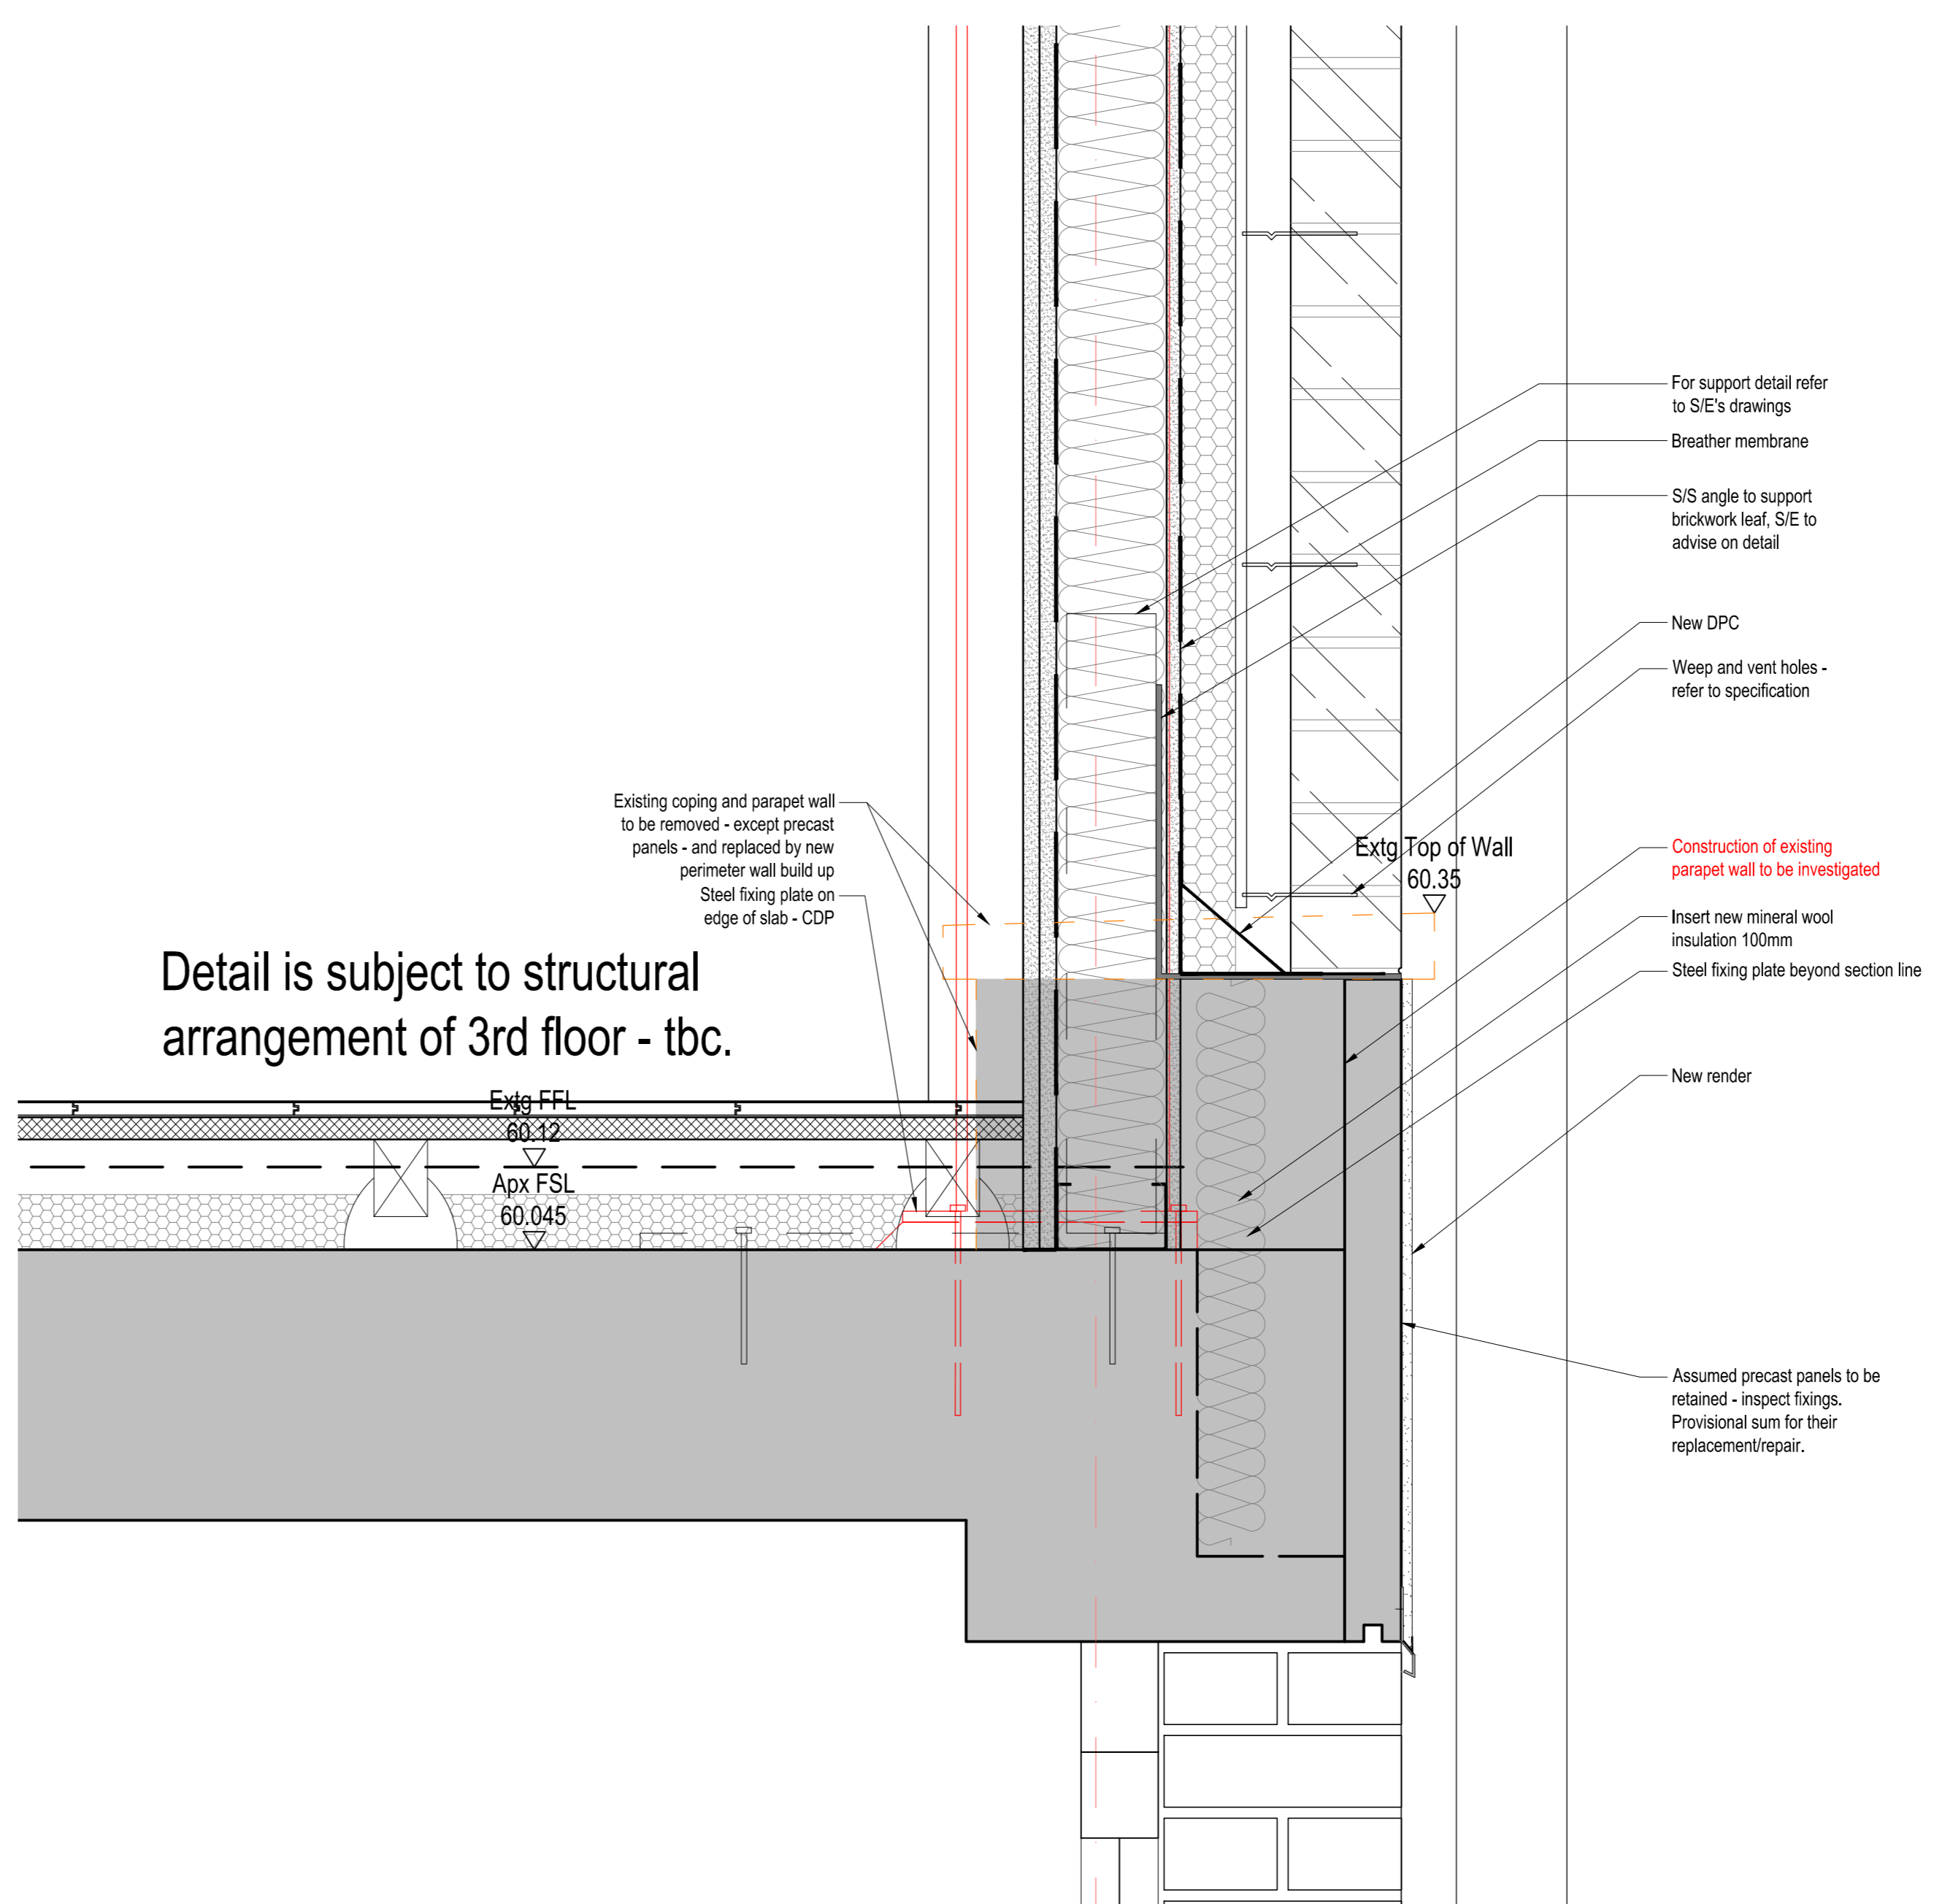 For support detail refer
to S/E's drawings
Breather membrane
S/S angle to support
brickwork leaf, S/E to
advise on detail
New DPC
Weep and vent holes -
refer to specification
Existing coping and parapet wall
to be removed - except precast
panels - and replaced by new
perimeter wall build up
Steel fixing plate on
edge of slab - CDP
Extg Top of Wall
60.35
Construction of existing
parapet wall to be investigated
Insert new mineral wool
insulation 100mm
Steel fixing plate beyond section line
Detail is subject to structural
arrangement of 3rd floor - tbc.
New render
Extg FFL
60.12
Apx FSL
60.045
Assumed precast panels to be
retained - inspect fixings.
Provisional sum for their
replacement/repair.